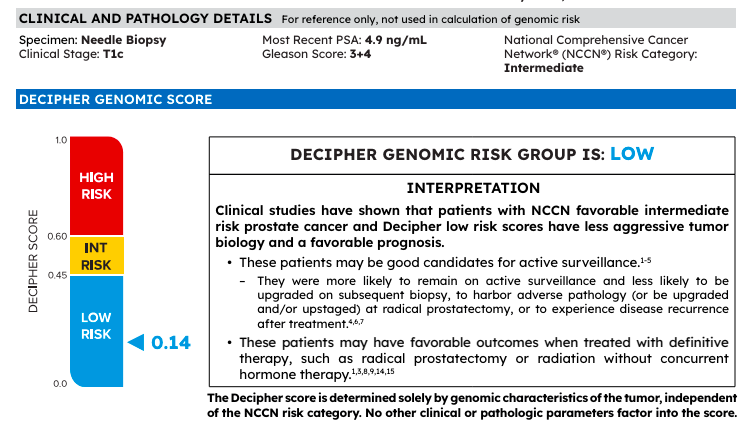 CLINICAL AND PATHOLOGY DETAILS For reference only, not used in calculation of genomic risk
Specimen: Needle Biopsy
Clinical Stage: T1c
Most Recent PSA: 4.9 ng/mL
Gleason Score: 3+4
National Comprehensive Cancer
Network® (NCCN®) Risk Category:
Intermediate
DECIPHER GENOMIC SCORE
DECIPHER SCORE
1.0
HIGH
RISK
0.60
INT
RISK
0.45
LOW
RISK
0.14
0.0
DECIPHER GENOMIC RISK GROUP IS: LOW
INTERPRETATION
Clinical studies have shown that patients with NCCN favorable intermediate
risk prostate cancer and Decipher low risk scores have less aggressive tumor
biology and a favorable prognosis.
• These patients may be good candidates for active surveillance.1-5
– They were more likely to remain on active surveillance and less likely to be
upgraded on subsequent biopsy, to harbor adverse pathology (or be upgraded
and/or upstaged) at radical prostatectomy, or to experience disease recurrence
after treatment.4,6,7
• These patients may have favorable outcomes when treated with definitive
therapy, such as radical prostatectomy or radiation without concurrent
hormone therapy.1,3,8,9,14,15
The Decipher score is determined solely by genomic characteristics of the tumor, independent
of the NCCN risk category. No other clinical or pathologic parameters factor into the score.